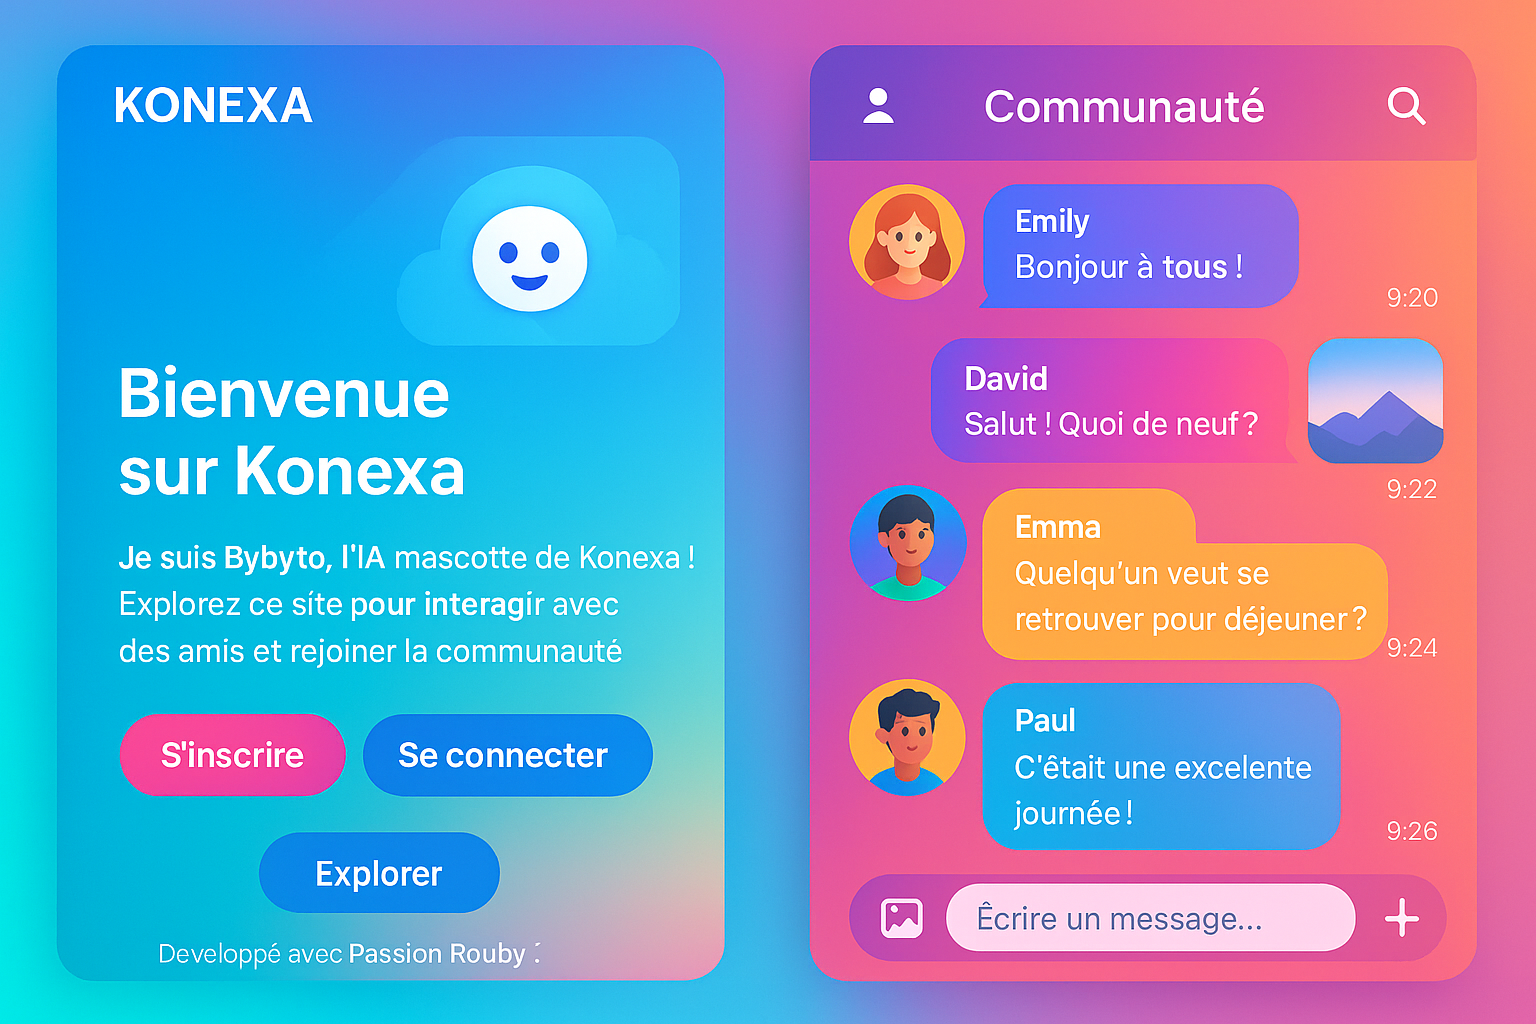 KONEXA
Bienvenue
sur Konexa
Je suis Bybyto, l'IA mascotte de Konexa !
Explorez ce síte pour interagir avec
des amis et rejoiner la communauté
S'inscrire
Se connecter
Explorer
Developpé avec Passion Rouby :́
Communauté
Emily
Bonjour à tous !
9:20
David
Salut ! Quoi de neuf ?
9:22
Emma
Quelqu’un veut se
retrouver pour déjeuner ?
9:24
Paul
C'êtait une excelente
journée !
9:26
Êcrire un message...